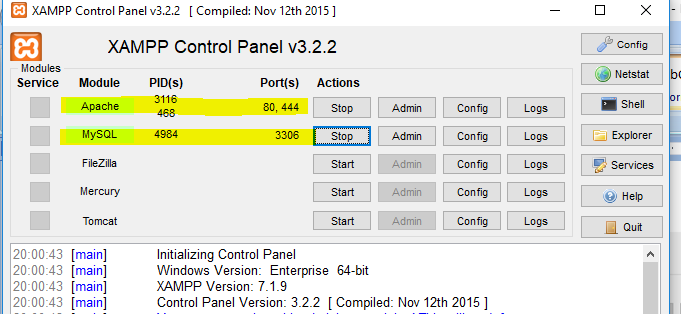 XAMPP Control Panel v3.2.2 [ Compiled: Nov 12th 2015 ]
XAMPP Control Panel v3.2.2
Config
Modules
Service Module PID(s) Port(s) Actions
Netstat
Apache 3116 468 80, 444 Stop Admin Config Logs
Shell
MySQL 4984 3306 Stop Admin Config Logs
Explorer
FileZilla Start Admin Config Logs
Services
Mercury Start Admin Config Logs
Help
Tomcat Start Admin Config Logs
Quit
20:00:43 [main] Initializing Control Panel
20:00:43 [main] Windows Version: Enterprise 64-bit
20:00:43 [main] XAMPP Version: 7.1.9
20:00:43 [main] Control Panel Version: 3.2.2 [ Compiled: Nov 12th 2015 ]